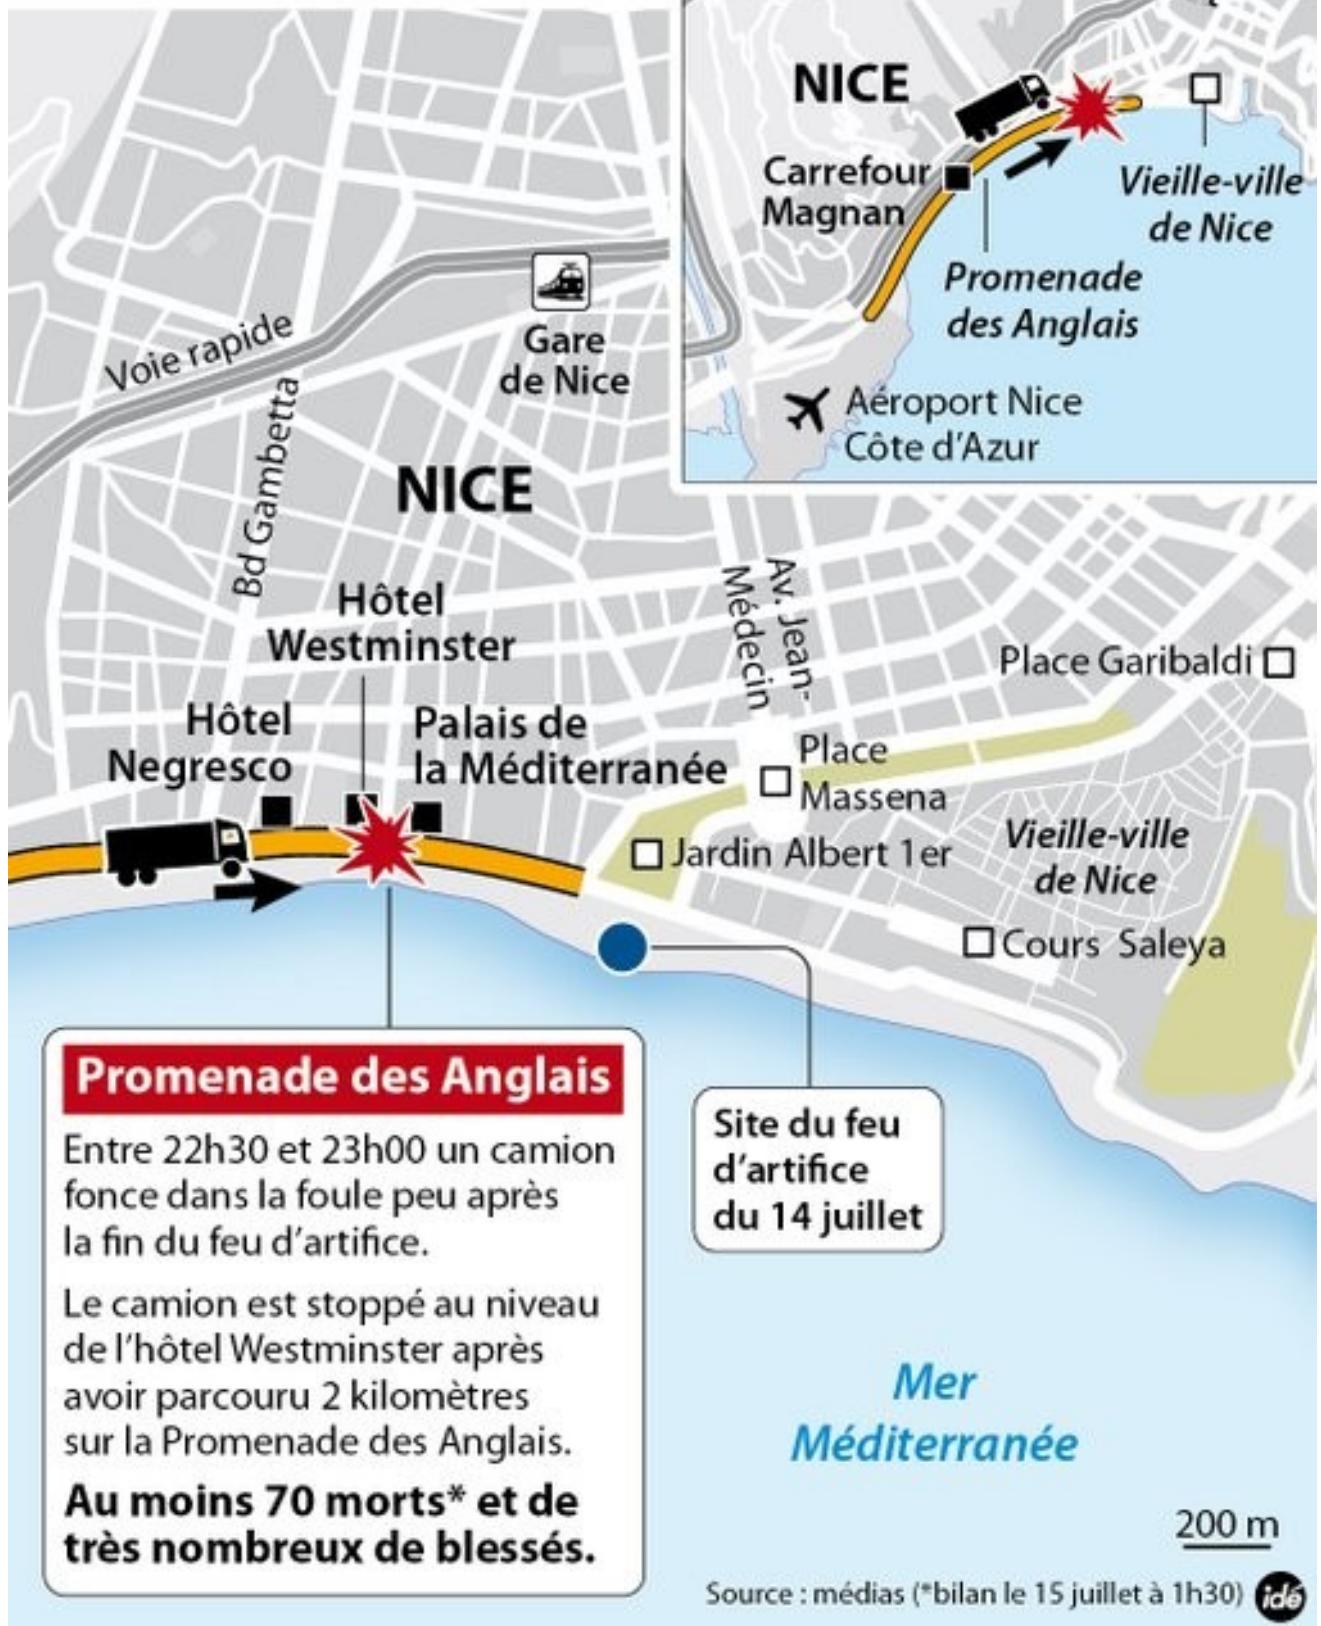 NICE
Carrefour
Magnan
Vieille-ville
de Nice
Promenade
des Anglais
Aéroport Nice
Côte d'Azur
Voie rapide
Gare
de Nice
Bd Gambetta
NICE
Hôtel
Westminster
Av. Jean-
Médecin
Place Garibaldi
Hôtel
Negresco
Palais de
la Méditerranée
Place
Massena
Jardin Albert 1er
Vieille-ville
de Nice
Cours Saleya
Promenade des Anglais
Entre 22h30 et 23h00 un camion
fonce dans la foule peu après
la fin du feu d'artifice.
Le camion est stoppé au niveau
de l'hôtel Westminster après
avoir parcouru 2 kilomètres
sur la Promenade des Anglais.
Au moins 70 morts* et de
très nombreux de blessés.
Site du feu
d'artifice
du 14 juillet
Mer
Méditerranée
200 m
Source : médias (*bilan le 15 juillet à 1h30)
idé